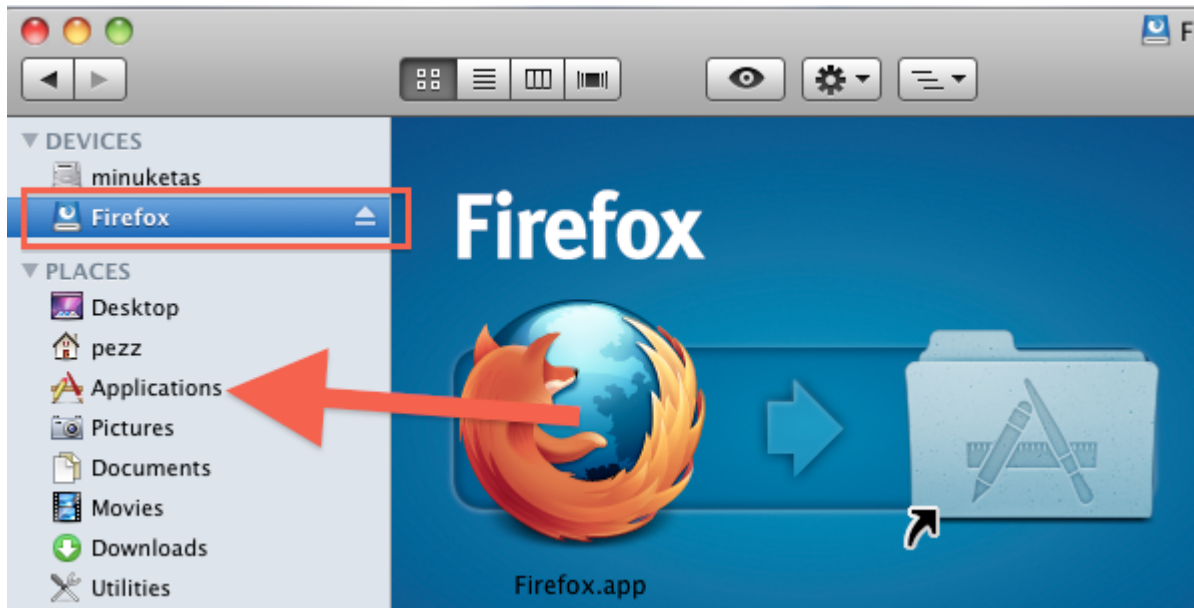 F
DEVICES
minuketas
Firefox
PLACES
Desktop
pezz
Applications
Pictures
Documents
Movies
Downloads
Utilities
Firefox
Firefox.app